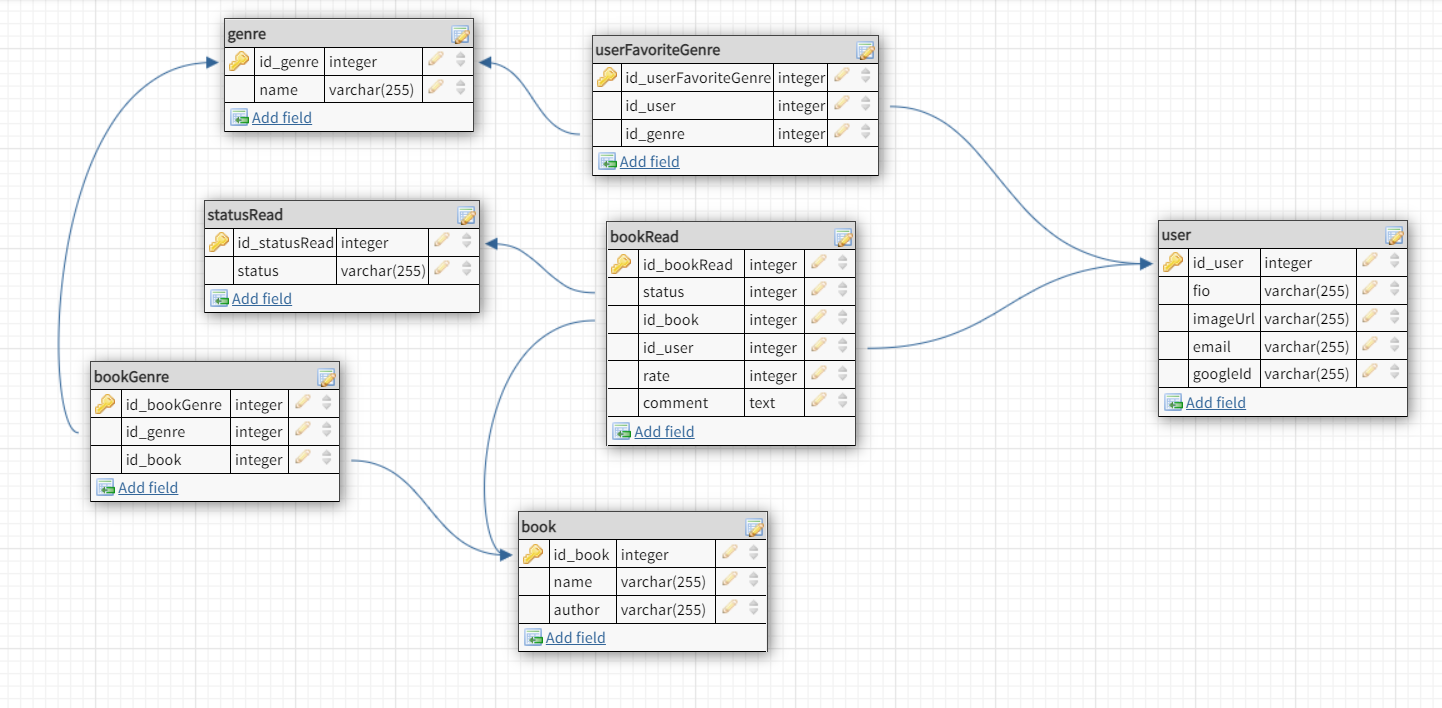 genre
id_genre integer
name varchar(255)
Add field
userFavoriteGenre
id_userFavoriteGenre integer
id_user integer
id_genre integer
Add field
statusRead
id_statusRead integer
status varchar(255)
Add field
bookRead
id_bookRead integer
status integer
id_book integer
id_user integer
rate integer
comment text
Add field
user
id_user integer
fio varchar(255)
imageUrl varchar(255)
email varchar(255)
googleId varchar(255)
Add field
bookGenre
id_bookGenre integer
id_genre integer
id_book integer
Add field
book
id_book integer
name varchar(255)
author varchar(255)
Add field